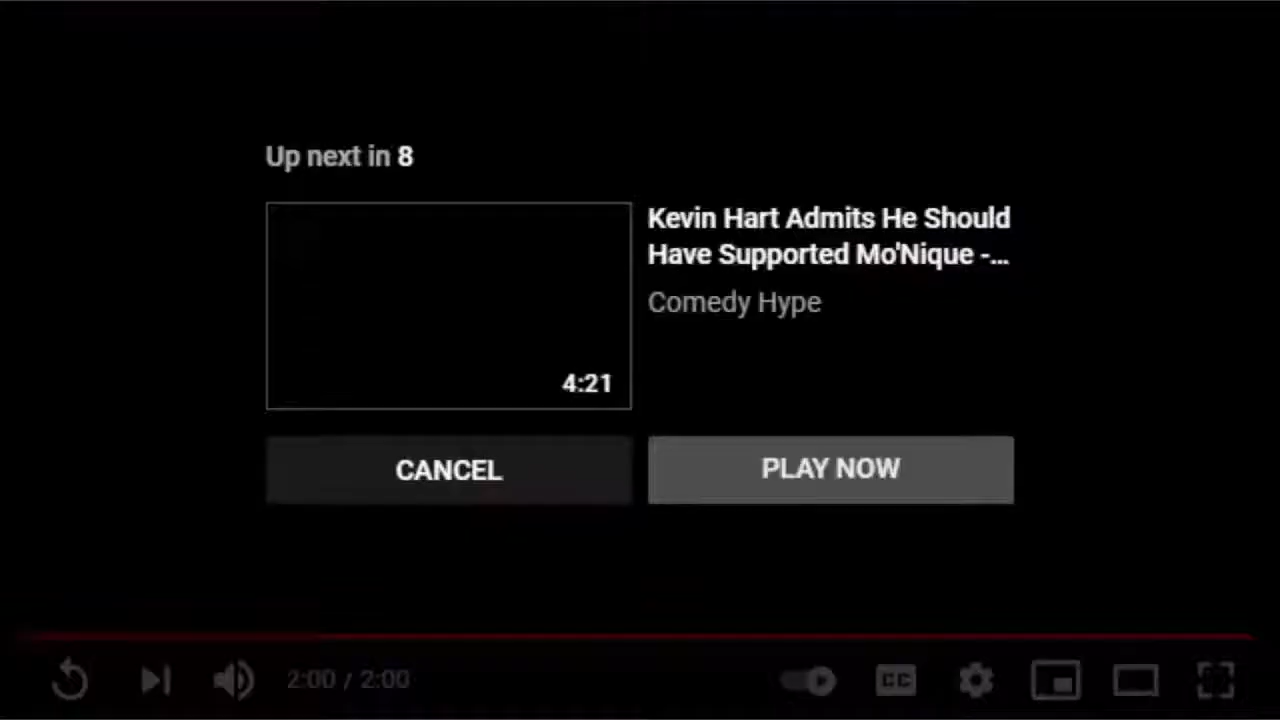 Up next in 8
Kevin Hart Admits He Should
Have Supported Mo'Nique -...
Comedy Hype
4:21
CANCEL
PLAY NOW
2:00 / 2:00
CC